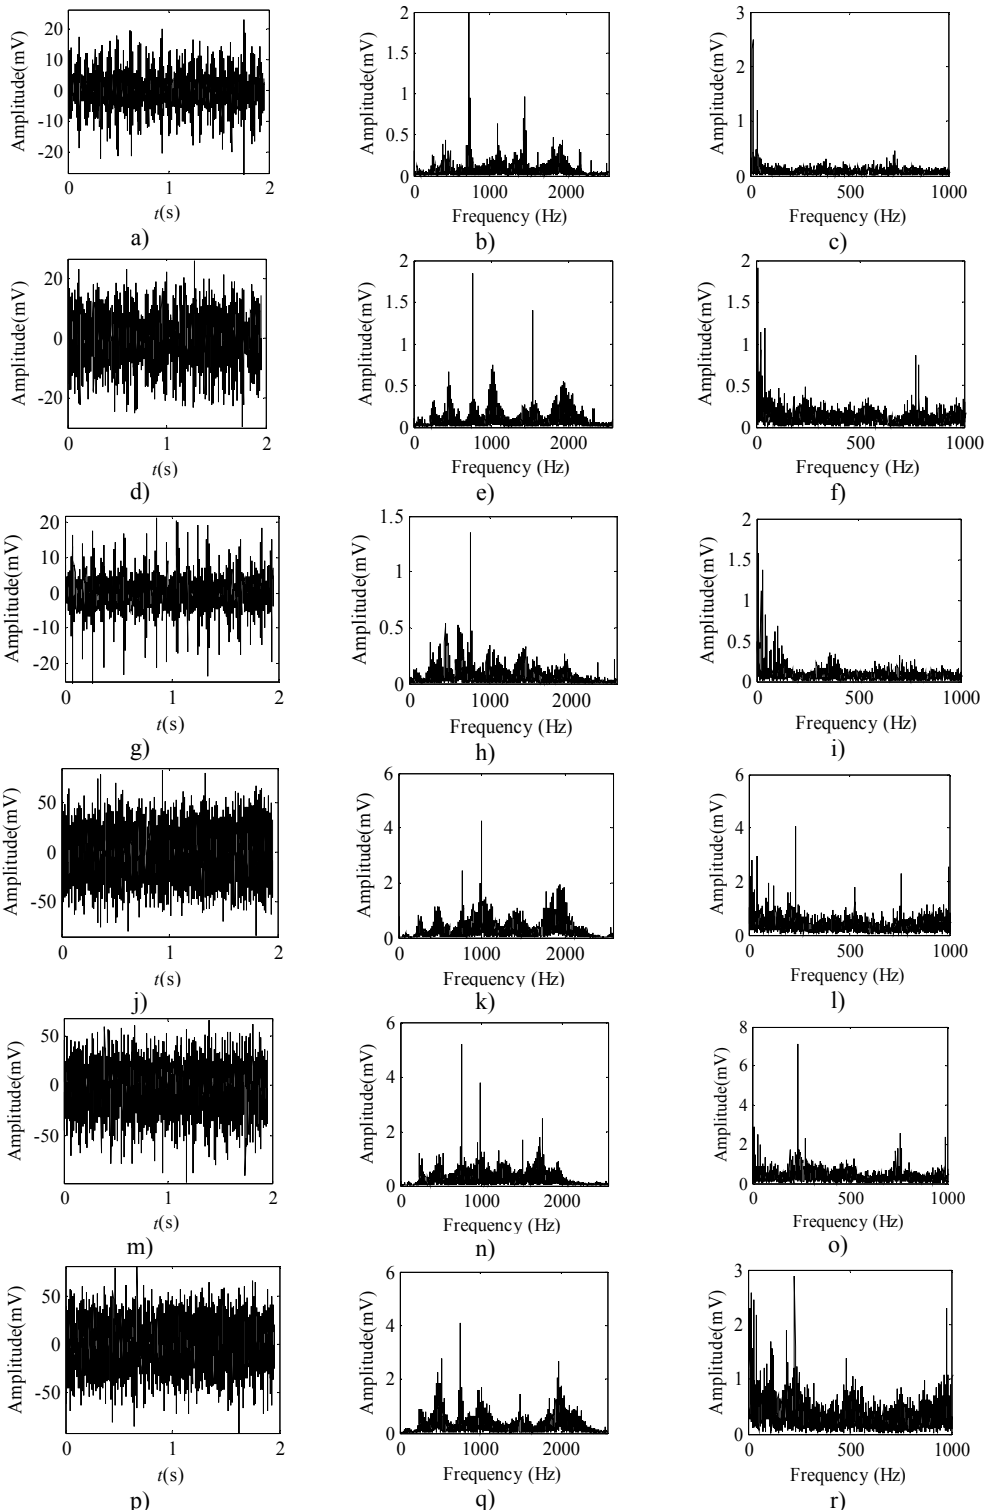 Amplitude(mV)
20
10
0
-10
-20
0 1 2
t(s)
a)
Amplitude(mV)
2
1
1
0.5
0
0 1000 2000
Frequency (Hz)
b)
Amplitude(mV)
3
2
1
0
0 500 1000
Frequency (Hz)
c)
Amplitude(mV)
20
0
-20
0 1 2
t(s)
d)
Amplitude(mV)
2
1.5
1
0.5
0
0 1000 2000
Frequency (Hz)
e)
Amplitude(mV)
2
1.5
1
0.5
0
0 500 1000
Frequency (Hz)
f)
Amplitude(mV)
20
10
0
-10
-20
0 1 2
t(s)
g)
Amplitude(mV)
1.5
1
0.5
0
0 1000 2000
Frequency (Hz)
h)
Amplitude(mV)
2
1.5
1
0.5
0
0 500 1000
Frequency (Hz)
i)
Amplitude(mV)
50
0
-50
0 1 2
t(s)
j)
Amplitude(mV)
6
4
2
0
0 1000 2000
Frequency (Hz)
k)
Amplitude(mV)
6
4
2
0
0 500 1000
Frequency (Hz)
l)
Amplitude(mV)
50
0
-50
0 1 2
t(s)
m)
Amplitude(mV)
6
4
2
0
0 1000 2000
Frequency (Hz)
n)
Amplitude(mV)
8
6
4
2
0
0 500 1000
Frequency (Hz)
o)
Amplitude(mV)
50
0
-50
0 1 2
t(s)
p)
Amplitude(mV)
6
4
2
0
0 1000 2000
Frequency (Hz)
q)
Amplitude(mV)
3
2
1
0
0 500 1000
Frequency (Hz)
r)